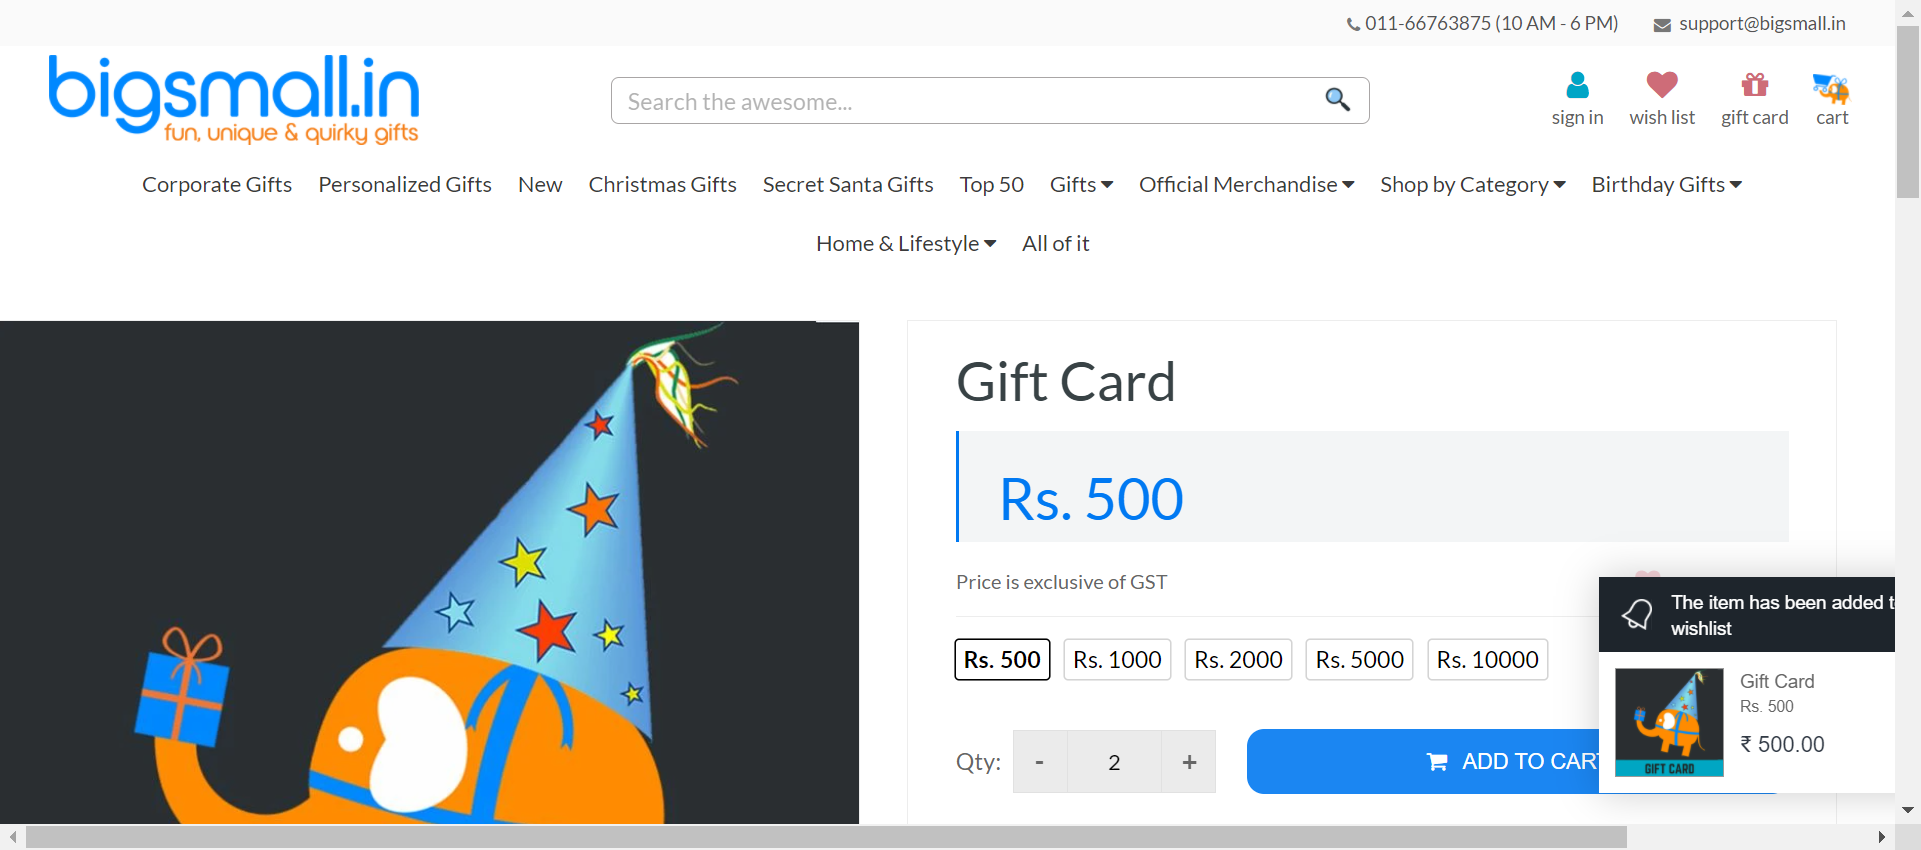 011-66763875 (10 AM - 6 PM) support@bigsmall.in
bigsmall.in
fun, unique & quirky gifts
Search the awesome...
sign in wish list gift card cart
Corporate Gifts Personalized Gifts New Christmas Gifts Secret Santa Gifts Top 50 Gifts Official Merchandise Shop by Category Birthday Gifts
Home & Lifestyle All of it
Gift Card
Rs. 500
Price is exclusive of GST
The item has been added t
wishlist
Rs. 500 Rs. 1000 Rs. 2000 Rs. 5000 Rs. 10000
Gift Card
Rs. 500
₹ 500.00
GIFT CARD
Qty: - 2 + ADD TO CAR